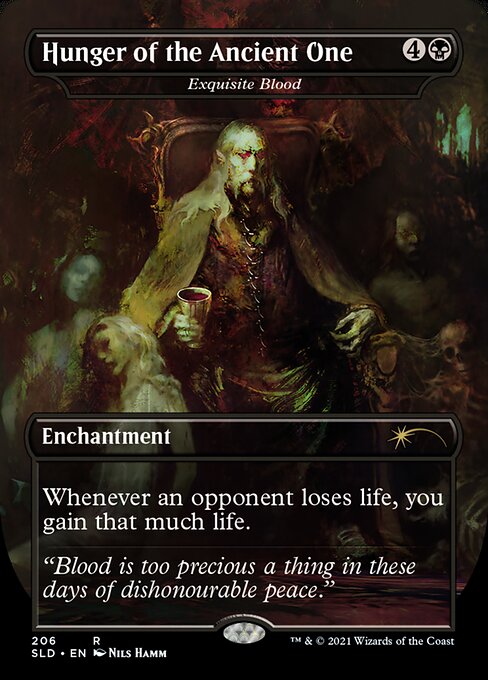 Hunger of the Ancient One 4
Exquisite Blood
Enchantment
Whenever an opponent loses life, you
gain that much life.
“Blood is too precious a thing in these
days of dishonourable peace.”
206 R
SLD • EN Nils Hamm
™ & © 2021 Wizards of the Coast